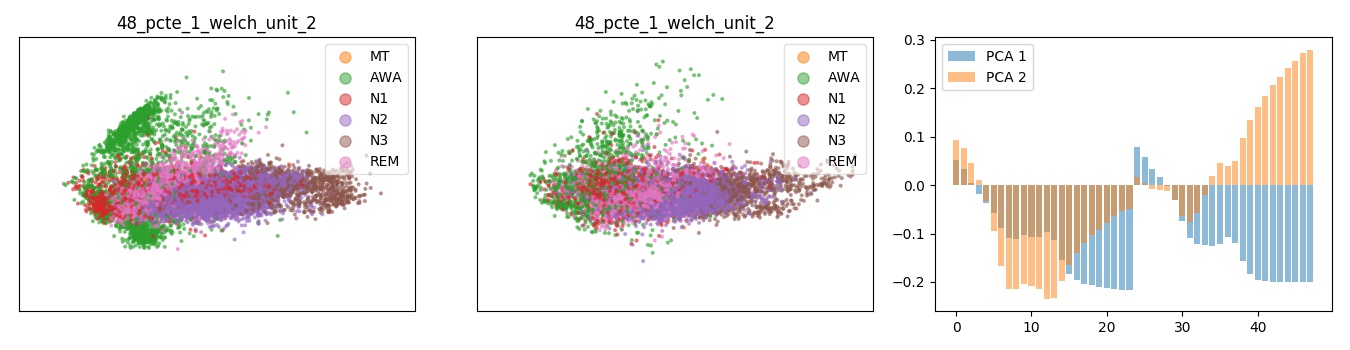 48_pcte_1_welch_unit_2
MT
AWA
N1
N2
N3
REM
48_pcte_1_welch_unit_2
MT
AWA
N1
N2
N3
REM
PCA 1
PCA 2
0.3
0.2
0.1
0.0
−0.1
−0.2
0
10
20
30
40